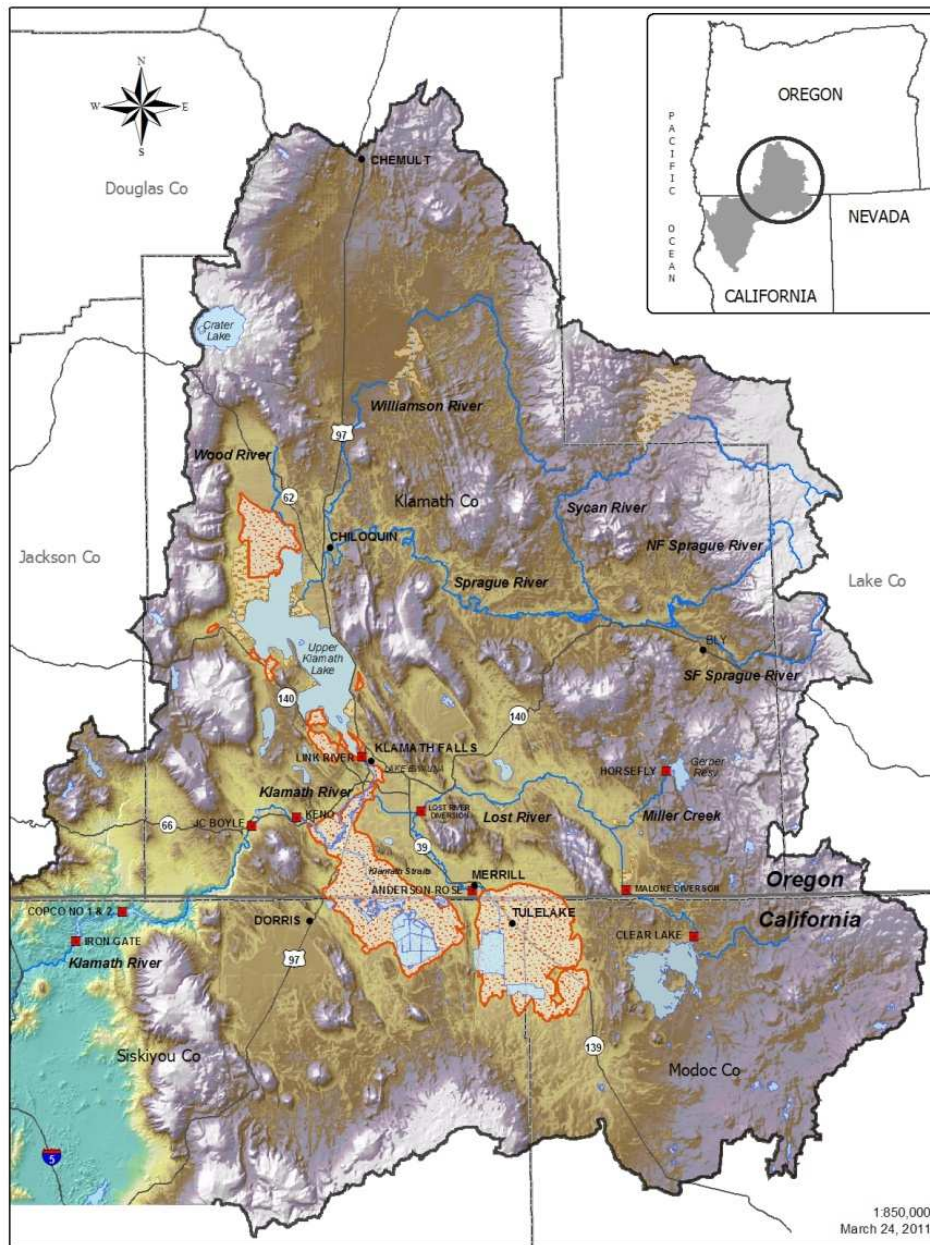 N
W
E
S
OREGON
PACIFIC
OCEAN
NEVADA
CALIFORNIA
CHEMULT
Douglas Co
Crater
Lake
Williamson River
97
Wood River
62
Klamath Co
Sycan River
CHILOQUIN
NF Sprague River
Jackson Co
Sprague River
Lake Co
BLY
Upper
Klamath
Lake
SF Sprague River
140
140
LINK RIVER
KLAMATH FALLS
LAKE EWAUNA
HORSEFLY
Gerber
Resv
Klamath River
Miller Creek
KENO
LOST RIVER
DIVERSION
Lost River
66
JC BOYLE
39
Klamath Straits
MERRILL
ANDERSON ROSE
MALONE DIVERSION
Oregon
California
COPCO NO 1 & 2
DORRIS
TULELAKE
IRON GATE
CLEAR LAKE
Klamath River
97
139
Siskiyou Co
Modoc Co
5
1:850,000
March 24, 2011